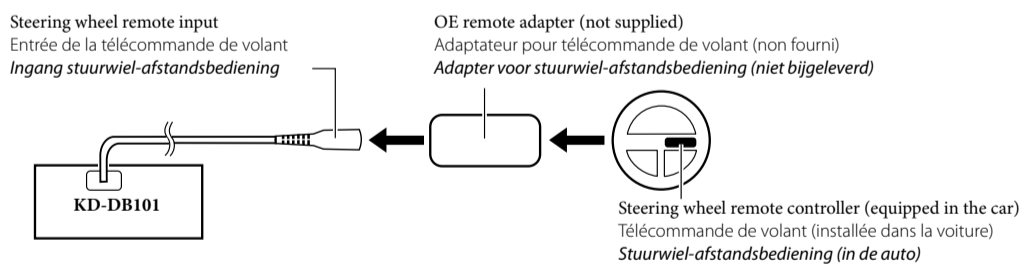 Steering wheel remote input
Entrée de la télécommande de volant
Ingang stuurwiel-afstandsbediening
OE remote adapter (not supplied)
Adaptateur pour télécommande de volant (non fourni)
Adapter voor stuurwiel-afstandsbediening (niet bijgeleverd)
KD-DB101
Steering wheel remote controller (equipped in the car)
Télécommande de volant (installée dans la voiture)
Stuurwiel-afstandsbediening (in de auto)